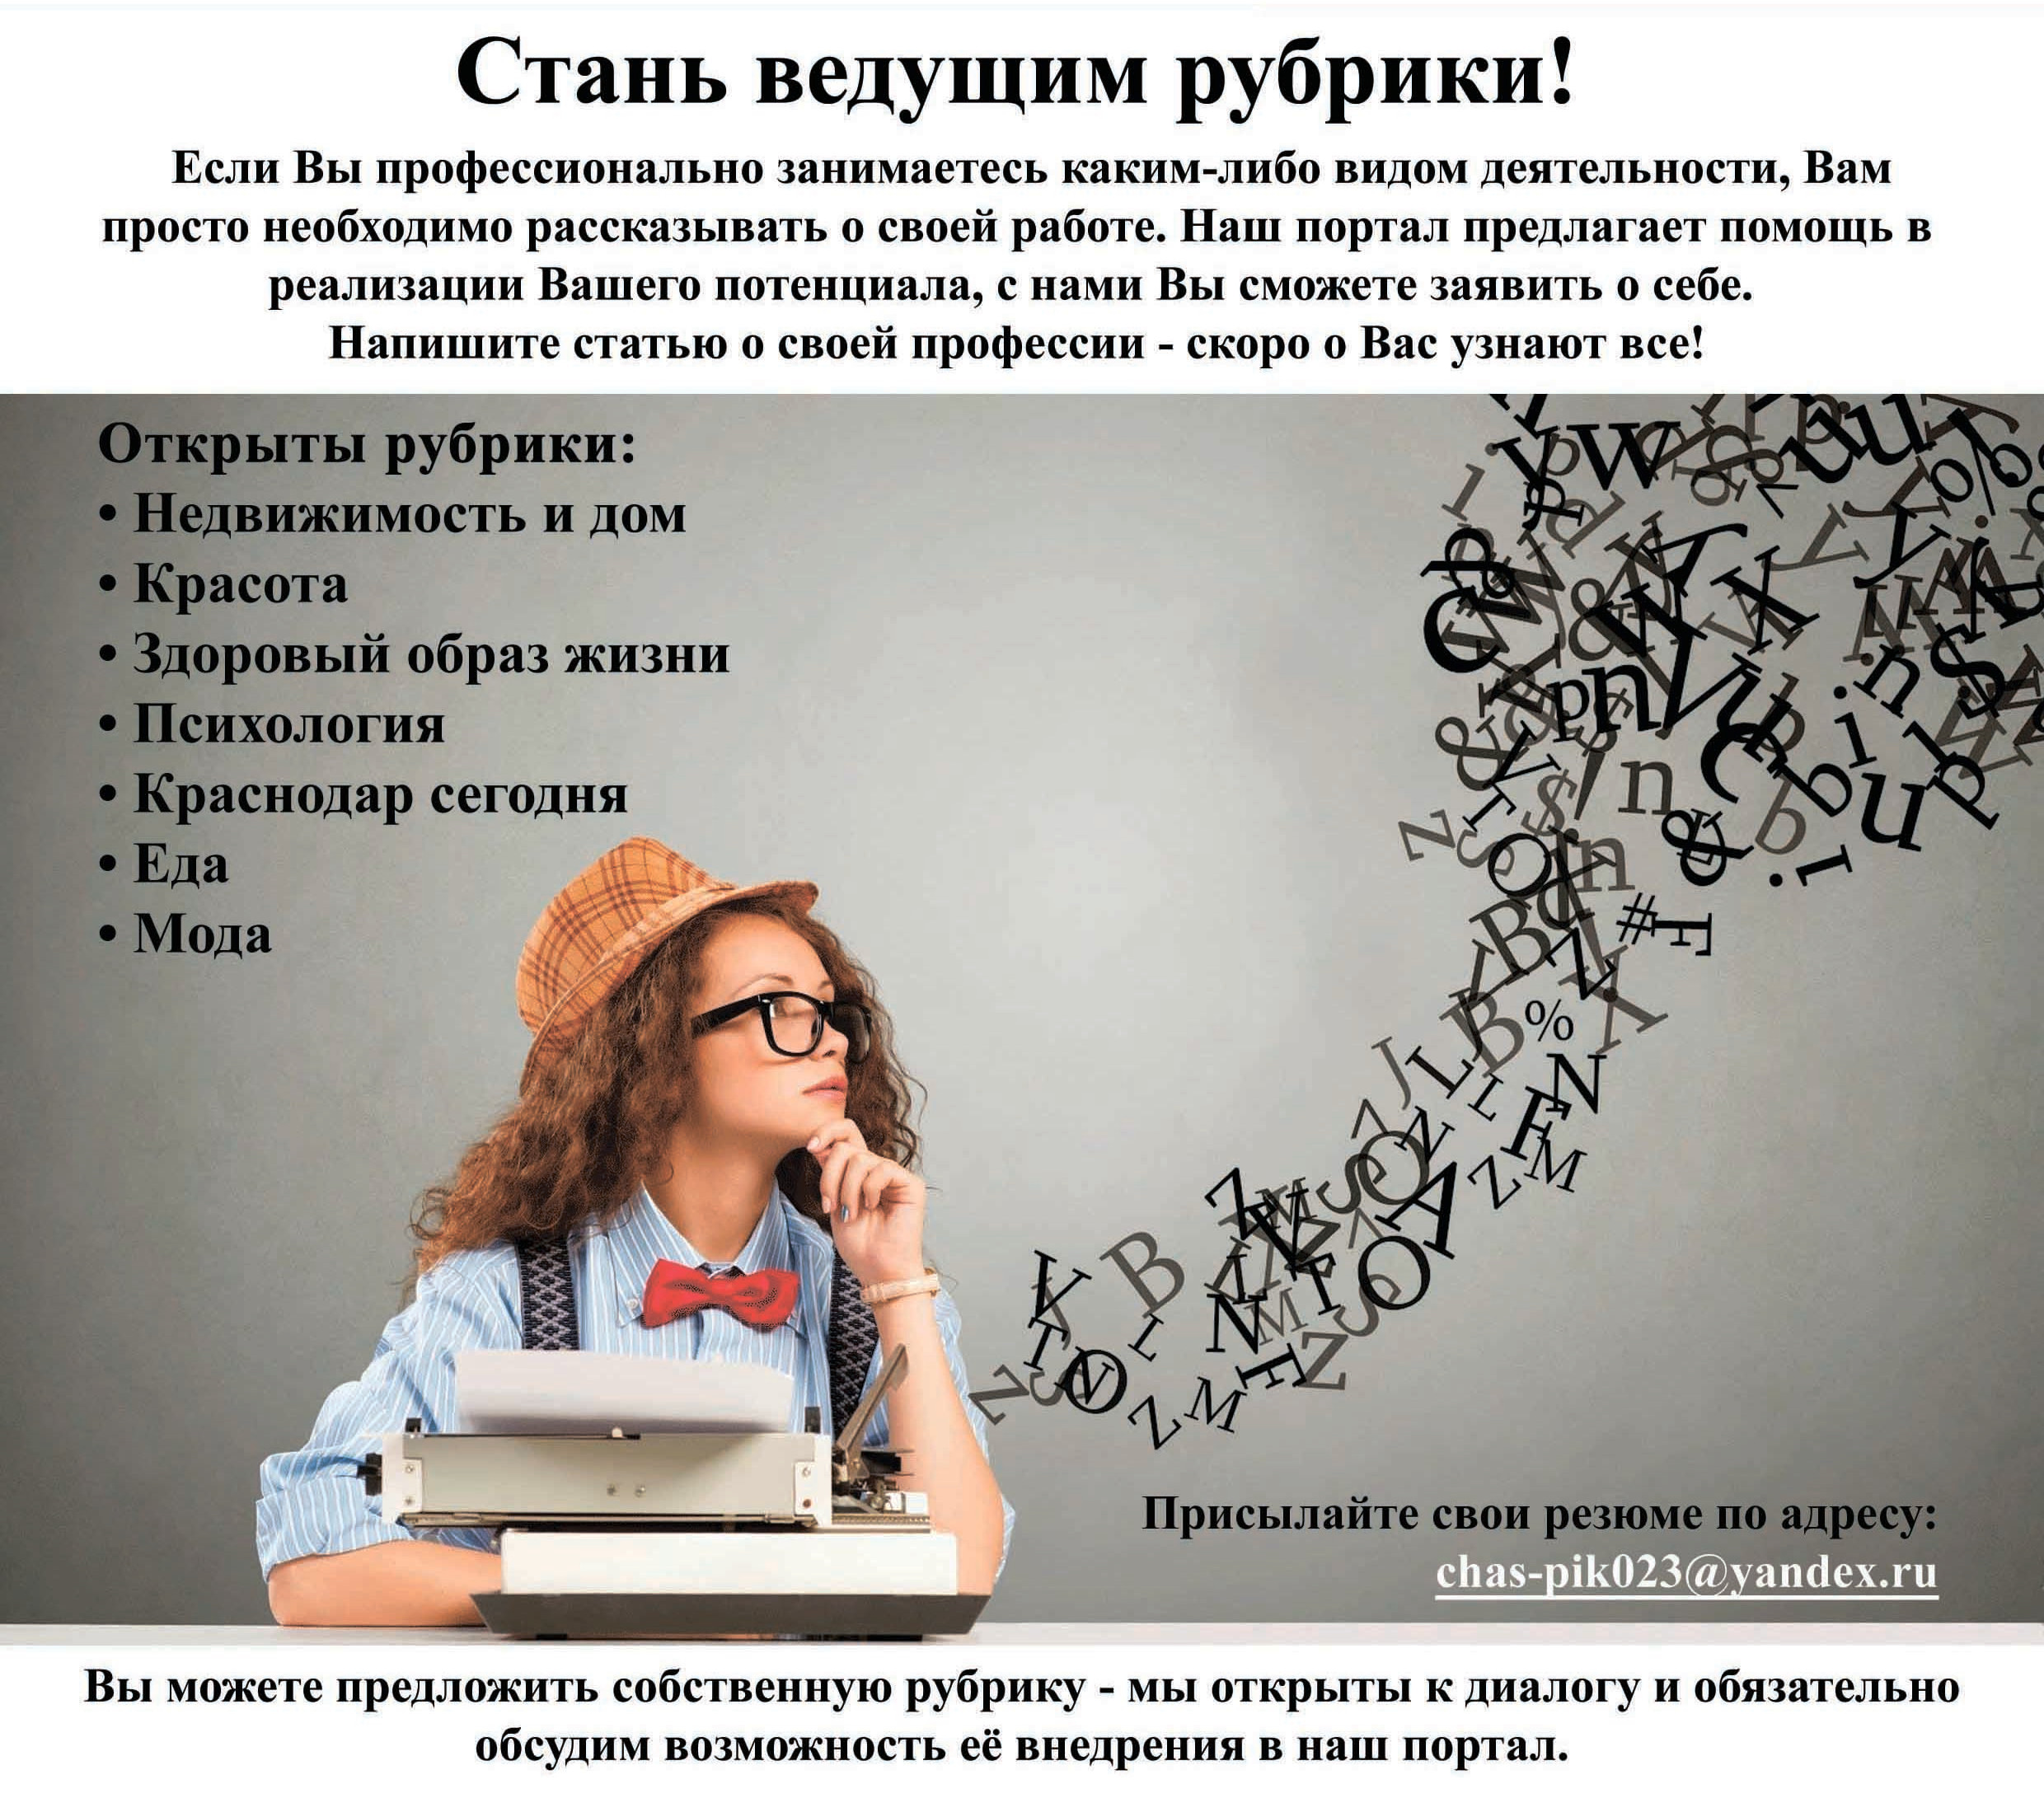 Стань ведущим рубрики!
Если Вы профессионально занимаетесь каким-либо видом деятельности, Вам
просто необходимо рассказывать о своей работе. Наш портал предлагает помощь в
реализации Вашего потенциала, с нами Вы сможете заявить о себе.
Напишите статью о своей профессии - скоро о Вас узнают все!
Открыты рубрики:
• Недвижимость и дом
• Красота
• Здоровый образ жизни
• Психология
• Краснодар сегодня
• Еда
• Мода
Присылайте свои резюме по адресу:
chas-pik023@yandex.ru
Вы можете предложить собственную рубрику - мы открыты к диалогу и обязательно
обсудим возможность её внедрения в наш портал.